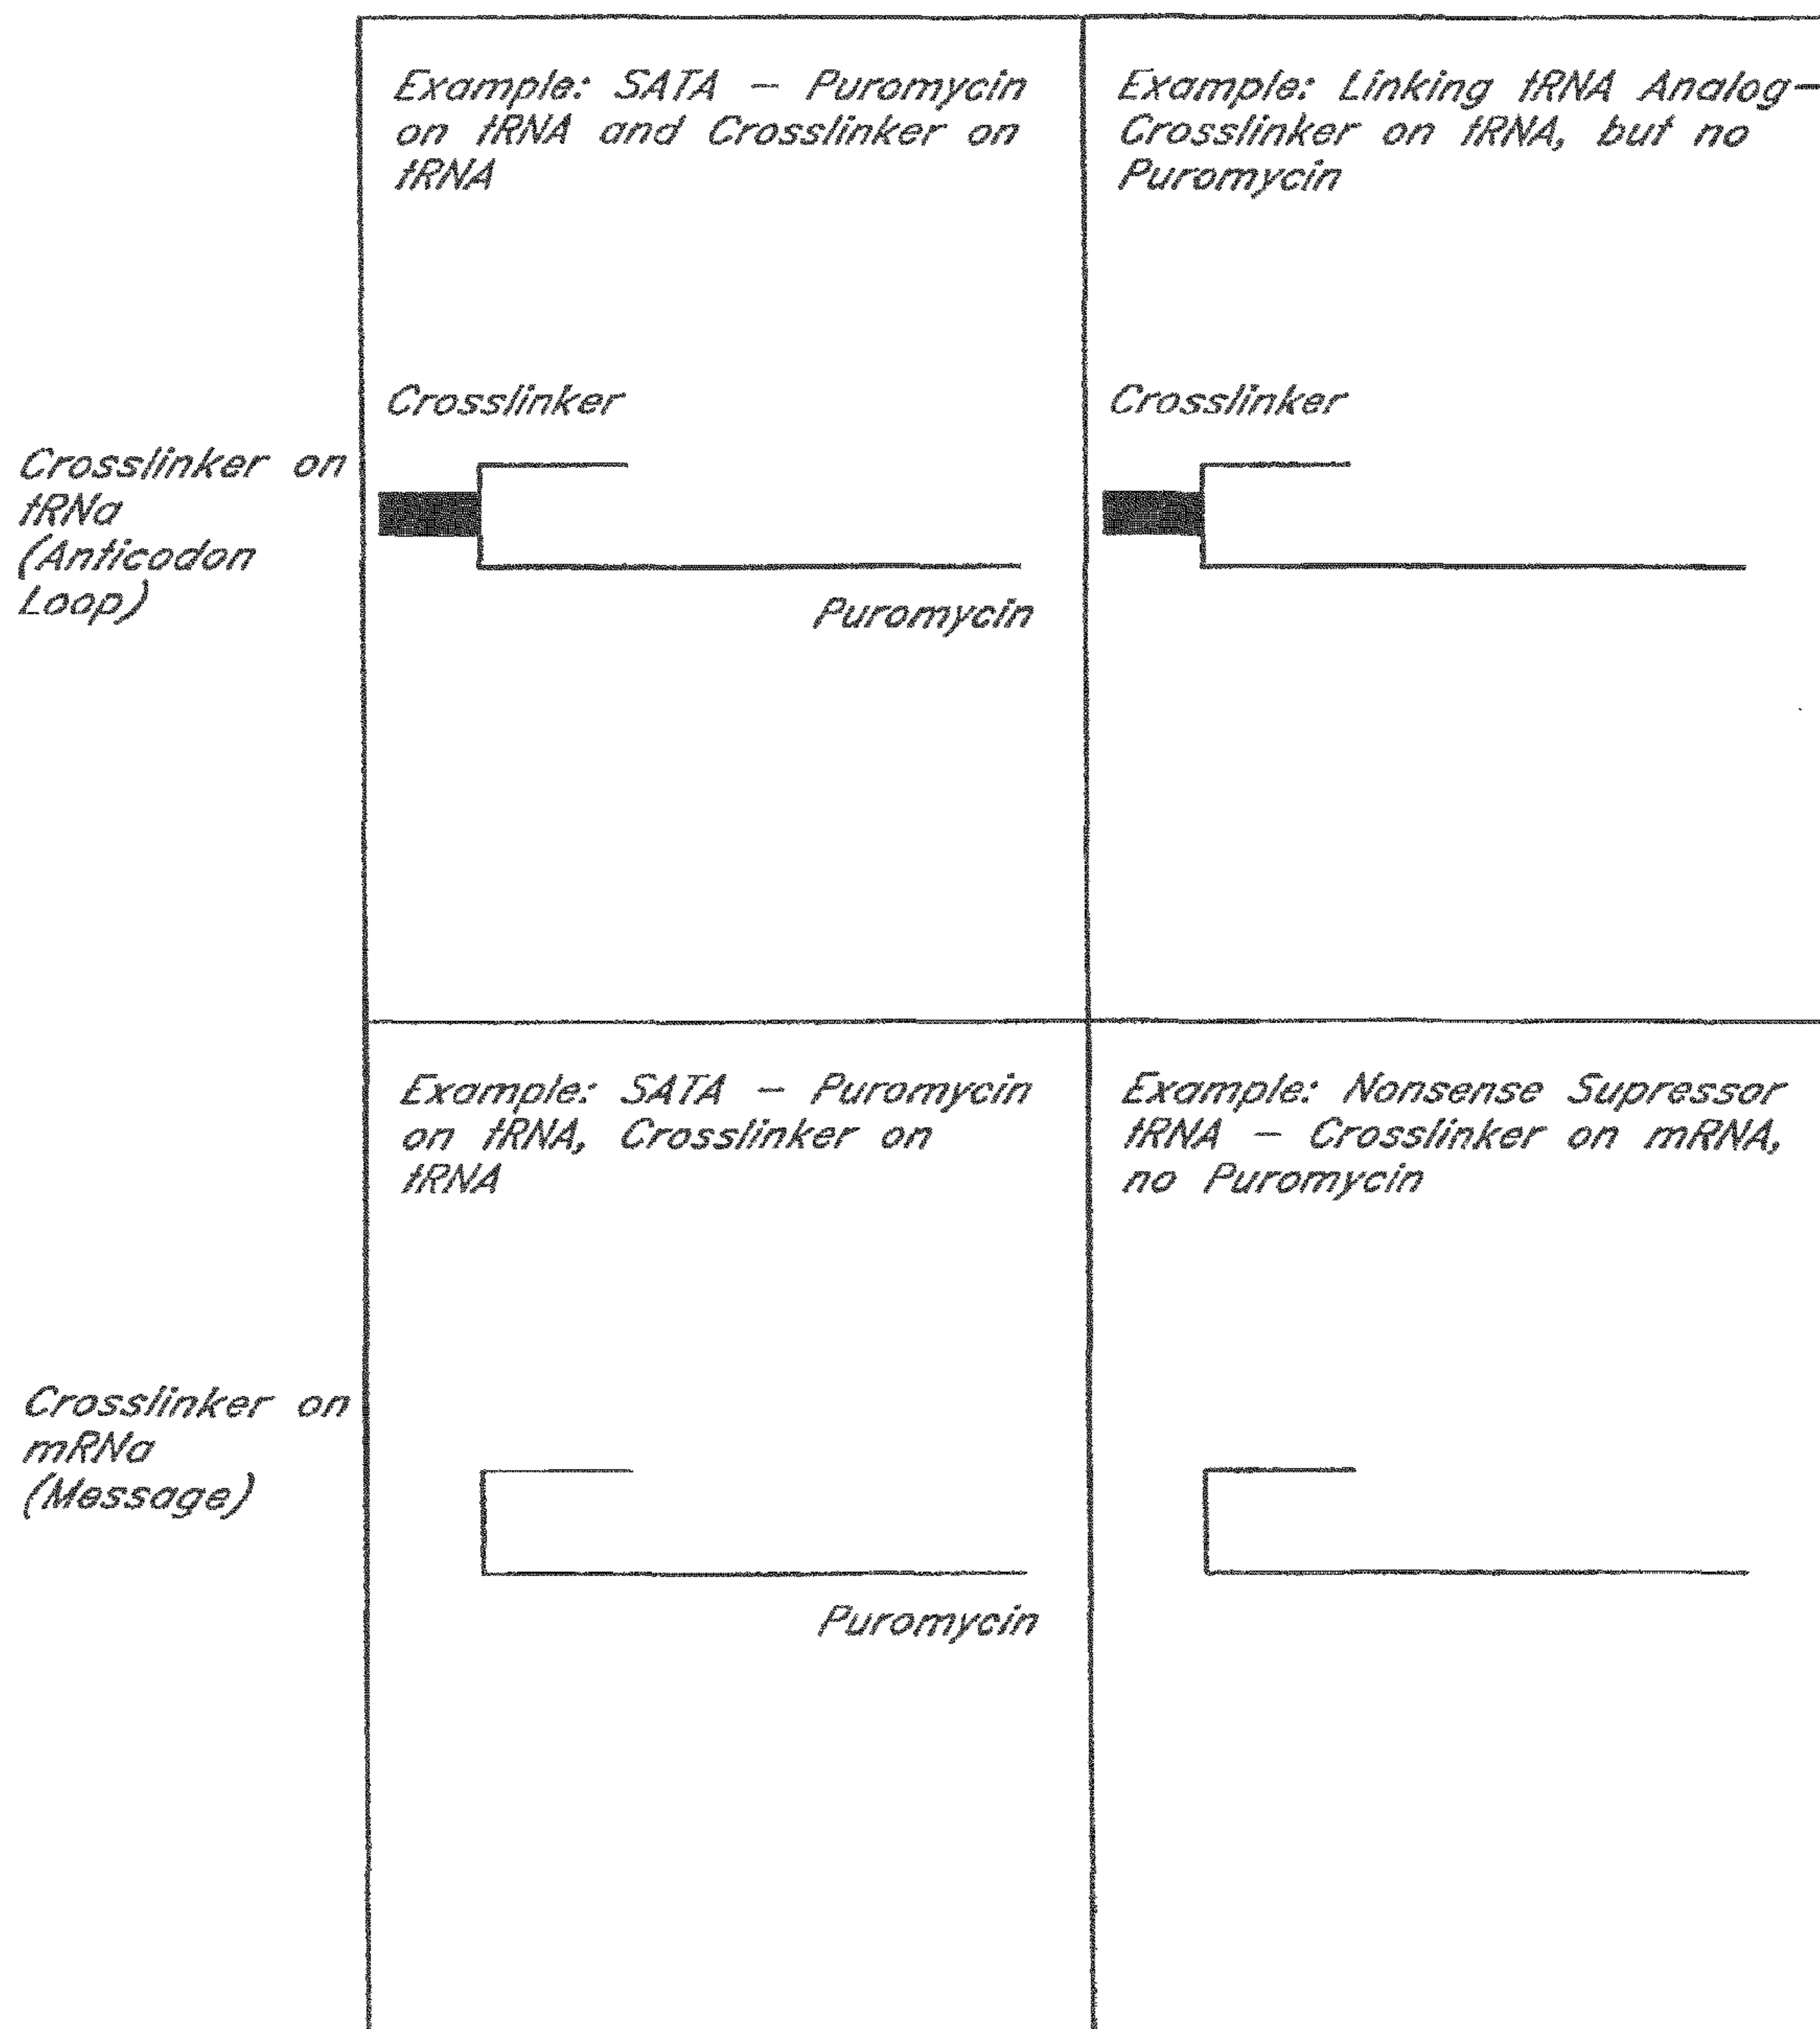 Example: SATA – Puromycin
on tRNA and Crosslinker on
tRNA
Example: Linking tRNA Analog–
Crosslinker on tRNA, but no
Puromycin
Crosslinker on
tRNa
(Anticodon
Loop)
Crosslinker
Puromycin
Crosslinker
Example: SATA – Puromycin
on tRNA, Crosslinker on
tRNA
Example: Nonsense Supressor
tRNA – Crosslinker on mRNA,
no Puromycin
Crosslinker on
mRNa
(Message)
Puromycin